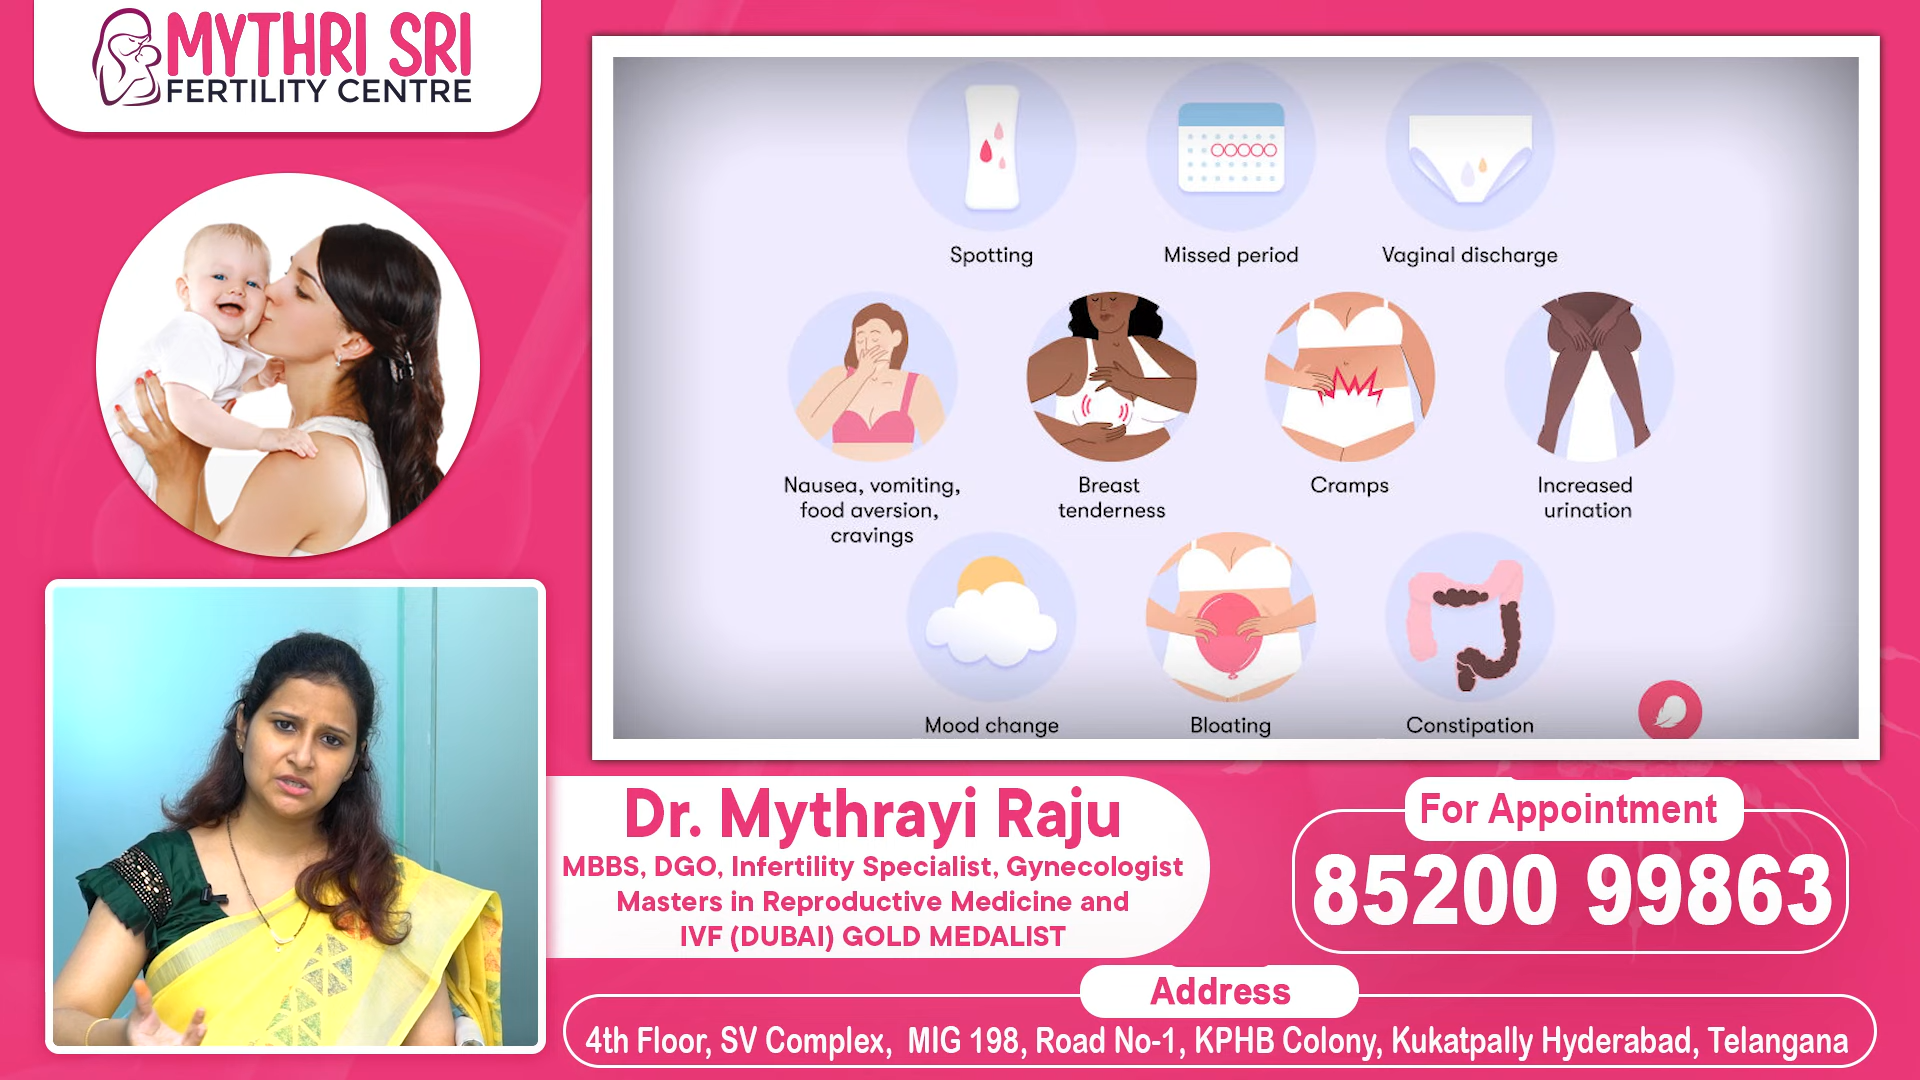 MYTHRI SRI
FERTILITY CENTRE
Spotting
Missed period
Vaginal discharge
Nausea, vomiting,
food aversion,
cravings
Breast
tenderness
Cramps
Increased
urination
Mood change
Bloating
Constipation
Dr. Mythrayi Raju
MBBS, DGO, Infertility Specialist, Gynecologist
Masters in Reproductive Medicine and
IVF (DUBAI) GOLD MEDALIST
For Appointment
85200 99863
Address
4th Floor, SV Complex,  MIG 198, Road No-1, KPHB Colony, Kukatpally Hyderabad, Telangana